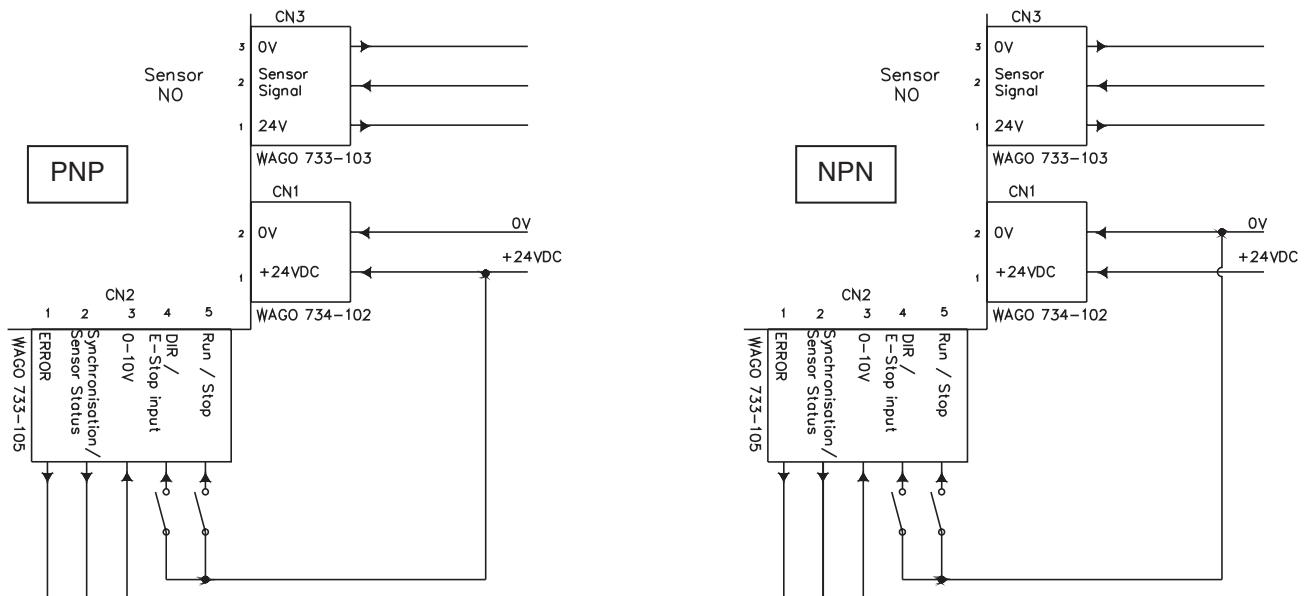 CN3
3 0V
Sensor NO
2 Sensor Signal
1 24V
WAGO 733-103
PNP
CN1
0V
2 0V
+24VDC
1 +24VDC
WAGO 734-102
CN2
1 2 3 4 5
ERROR
Synchronisation/
Sensor Status
0-10V
DIR/
E-Stop input
Run / Stop
WAGO 733-105
CN3
3 0V
Sensor NO
2 Sensor Signal
1 24V
WAGO 733-103
NPN
CN1
0V
2 0V
+24VDC
1 +24VDC
WAGO 734-102
CN2
1 2 3 4 5
ERROR
Synchronisation/
Sensor Status
0-10V
DIR/
E-Stop input
Run / Stop
WAGO 733-105